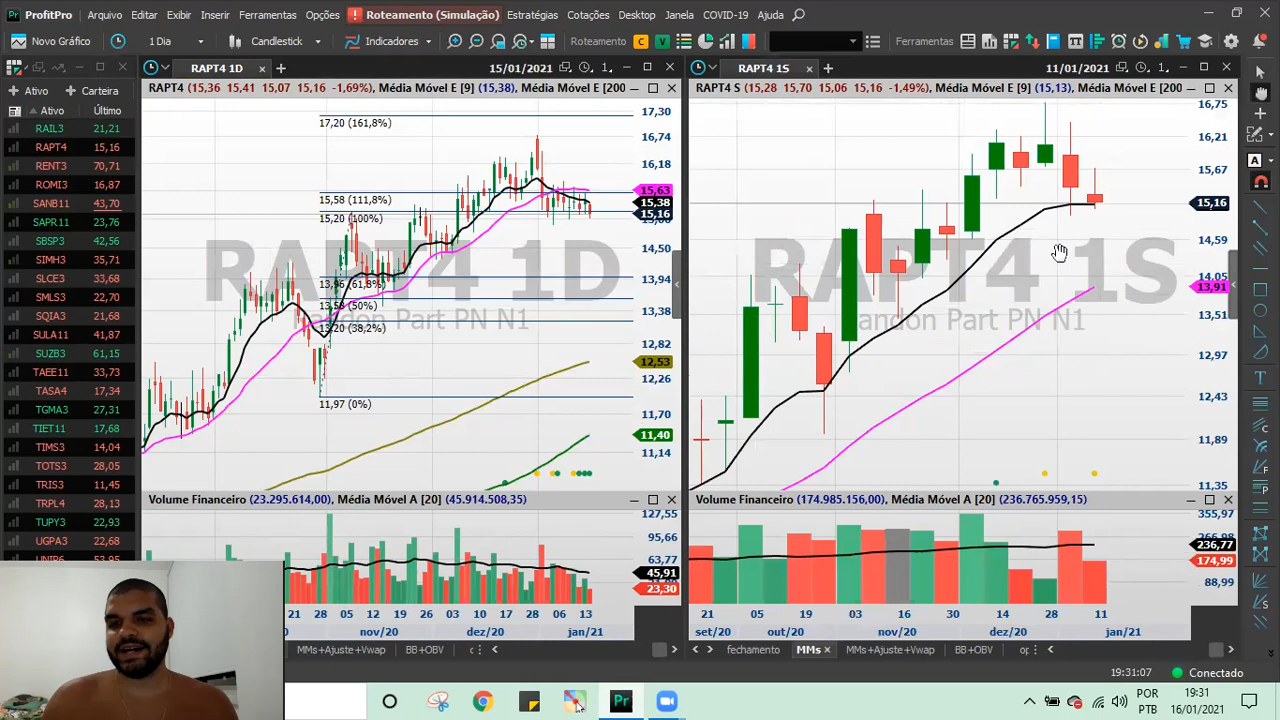 ProfitPro Arquivo Editar Exibir Inserir Ferramentas Opções ! Roteamento (Simulação) Estratégias Cotações Desktop Janela COVID-19 Ajuda
Novo Gráfico 1 Dia Candlestick Indicadores Roteamento C V Ferramentas
RAPT4 1D 15/01/2021 1 RAPT4 1S 11/01/2021 1
Ativo Carteira
Ativo Último
RAIL3 21,21
RAPT4 15,16
RENT3 70,71
ROMI3 16,87
SANB11 43,70
SAPR11 23,76
SBSP3 42,56
SIMH3 35,71
SLCE3 33,68
SMLS3 22,70
SQIA3 21,68
SULA11 41,87
SUZB3 61,15
TAEE11 33,73
TASA4 17,34
TGMA3 27,31
TIET11 17,68
TIMS3 14,04
TOTS3 28,05
TRIS3 11,45
TRPL4 28,13
TUPY3 22,93
UGPA3 22,68
RAPT4 (15,36 15,41 15,07 15,16 -1,69%), Média Móvel E [9] (15,38), Média Móvel E [200
17,20 (161,8%)
15,58 (111,8%)
15,20 (100%)
13,96 (61,8%)
13,58 (50%)
13,20 (38,2%)
11,97 (0%)
RAPT4 1D
Randon Part PN N1
17,30
16,74
16,18
15,63
15,38
15,16
14,50
13,94
13,38
12,82
12,53
12,26
11,70
11,40
11,14
Volume Financeiro (23.295.614,00), Média Móvel A [20] (45.914.508,35)
127,55
95,66
63,77
45,91
23,30
21 28 05 12 19 26 03 10 17 28 06 13
nov/20 dez/20 jan/21
MMs+Ajuste+Vwap BB+OBV
RAPT4 S (15,28 15,70 15,06 15,16 -1,49%), Média Móvel E [9] (15,13), Média Móvel E [200
RAPT4 1S
Randon Part PN N1
16,75
16,21
15,67
15,16
14,59
14,05
13,91
13,51
12,97
12,43
11,89
11,35
Volume Financeiro (174.985.156,00), Média Móvel A [20] (236.765.959,15)
355,97
266,98
236,77
174,99
88,99
21 05 19 03 16 30 14 28 11
set/20 out/20 nov/20 dez/20 jan/21
fechamento MMs MMs+Ajuste+Vwap BB+OBV
19:31:07 Conectado
POR
PTB
19:31
16/01/2021